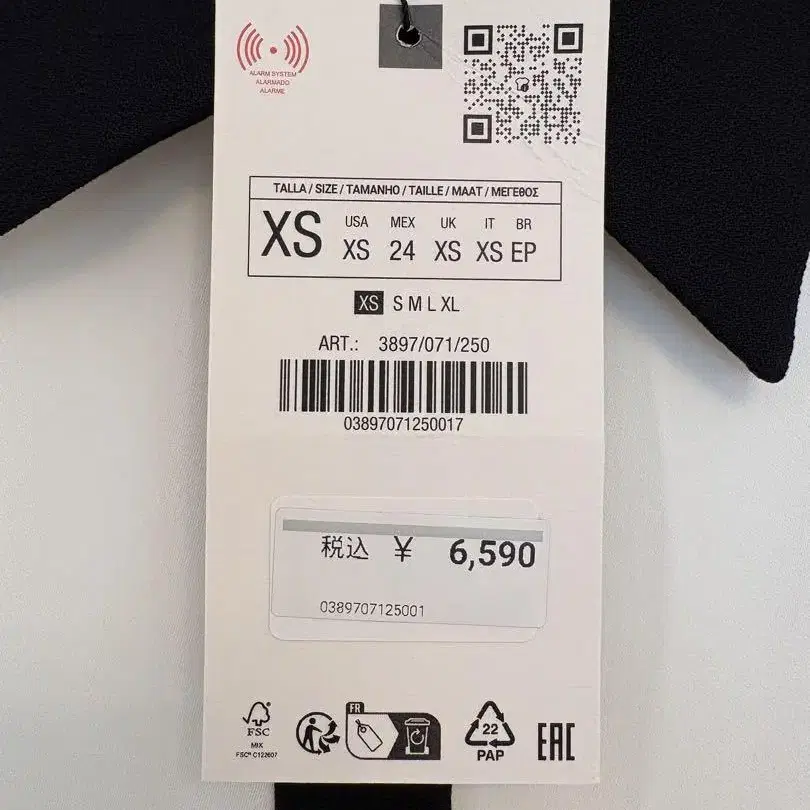 ALARM SYSTEM
ALARMADO
ALARME
TALLA / SIZE / TAMANHO / TAILLE / MAAT / ΜΕΓΕΘΟΣ
XS
USA MEX UK IT BR
XS 24 XS XS EP
XS S M L XL
ART.: 3897/071/250
03897071250017
税込 ¥ 6,590
0389707125001
FSC
MIX
FSC® C122607
FR
22
PAP
EAC